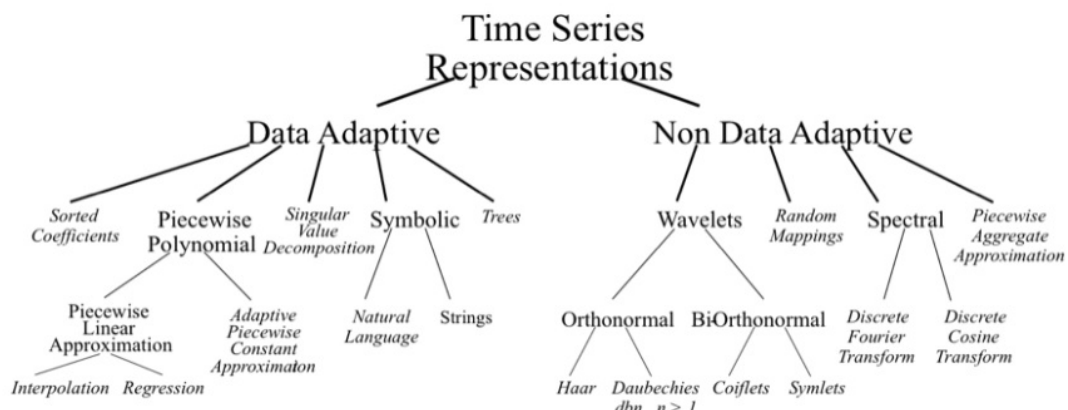 Time Series
Representations
Data Adaptive
Non Data Adaptive
Sorted
Coefficients
Piecewise
Polynomial
Singular
Value
Decomposition
Symbolic
Trees
Wavelets
Random
Mappings
Spectral
Piecewise
Aggregate
Approximation
Piecewise
Linear
Approximation
Adaptive
Piecewise
Constant
Approximaton
Natural
Language
Strings
Orthonormal
Bi-Orthonormal
Discrete
Fourier
Transform
Discrete
Cosine
Transform
Interpolation
Regression
Haar
Daubechies
dbn n > 1
Coiflets
Symlets